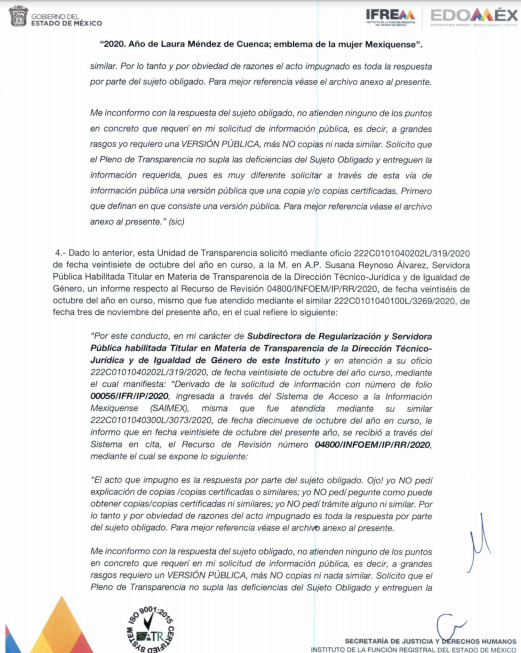 GOBIERNO DEL
ESTADO DE MÉXICO
IFREM
EDOMÉX
“2020. Año de Laura Méndez de Cuenca; emblema de la mujer Mexiquense”.
similar. Por lo tanto y por obviedad de razones el acto impugnado es toda la respuesta
por parte del sujeto obligado. Para mejor referencia véase el archivo anexo al presente.
Me inconformo con la respuesta del sujeto obligado, no atienden ninguno de los puntos
en concreto que requerí en mi solicitud de información pública, es decir, a grandes
rasgos yo requiero una VERSIÓN PÚBLICA, más NO copias ni nada similar. Solicito que
el Pleno de Transparencia no supla las deficiencias del Sujeto Obligado y entreguen la
información requerida, pues es muy diferente solicitar a través de esta vía de
información pública una versión pública que una copia y/o copias certificadas. Primero
que definan en que consiste una versión pública. Para mejor referencia véase el archivo
anexo al presente.” (sic)
4.- Dado lo anterior, esta Unidad de Transparencia solicitó mediante oficio 222C0101040202L/319/2020
de fecha veintisiete de octubre del año en curso, a la M. en A.P. Susana Reynoso Álvarez, Servidora
Pública Habilitada Titular en Materia de Transparencia de la Dirección Técnico-Jurídica y de Igualdad de
Género, un informe respecto al Recurso de Revisión 04800/INFOEM/IP/RR/2020, de fecha veintiséis de
octubre del año en curso, mismo que fue atendido mediante el similar 222C0101040100L/3269/2020, de
fecha tres de noviembre del presente año, en el cual refiere lo siguiente:
“Por este conducto, en mi carácter de Subdirectora de Regularización y Servidora
Pública habilitada Titular en Materia de Transparencia de la Dirección Técnico-
Jurídica y de Igualdad de Género de este Instituto y en atención a su oficio
222C0101040202L/319/2020, de fecha veintisiete de octubre del año curso, mediante
el cual manifiesta: “Derivado de la solicitud de información con número de folio
00056/IFR/IP/2020, ingresada a través del Sistema de Acceso a la Información
Mexiquense (SAIMEX), misma que fue atendida mediante su similar
222C0101040300L/3073/2020, de fecha diecinueve de octubre del año en curso, le
informo que en fecha veintisiete de octubre del presente año, se recibió a través del
Sistema en cita, el Recurso de Revisión número 04800/INFOEM/IP/RR/2020,
mediante el cual se expone lo siguiente:
“El acto que impugno es la respuesta por parte del sujeto obligado. Ojo! yo NO pedí
explicación de copias /copias certificadas o similares; yo NO pegunte como puede
obtener copias/copias certificadas ni similares; yo NO pedí trámite alguno ni similar. Por
lo tanto y por obviedad de razones del acto impugnado es toda la respuesta por parte
del sujeto obligado. Para mejor referencia véase el archivo anexo al presente.
Me inconformo con la respuesta del sujeto obligado, no atienden ninguno de los puntos
en concreto que requerí en mi solicitud de información pública, es decir, a grandes
rasgos requiero un VERSIÓN PÚBLICA, más NO copias ni nada similar. Solicito que el
Pleno de Transparencia no supla las deficiencias del Sujeto Obligado y entreguen la
ISO 9001:2015
ATR
CERTIFIED SYSTEM
SECRETARÍA DE JUSTICIA Y DERECHOS HUMANOS
INSTITUTO DE LA FUNCIÓN REGISTRAL DEL ESTADO DE MÉXICO